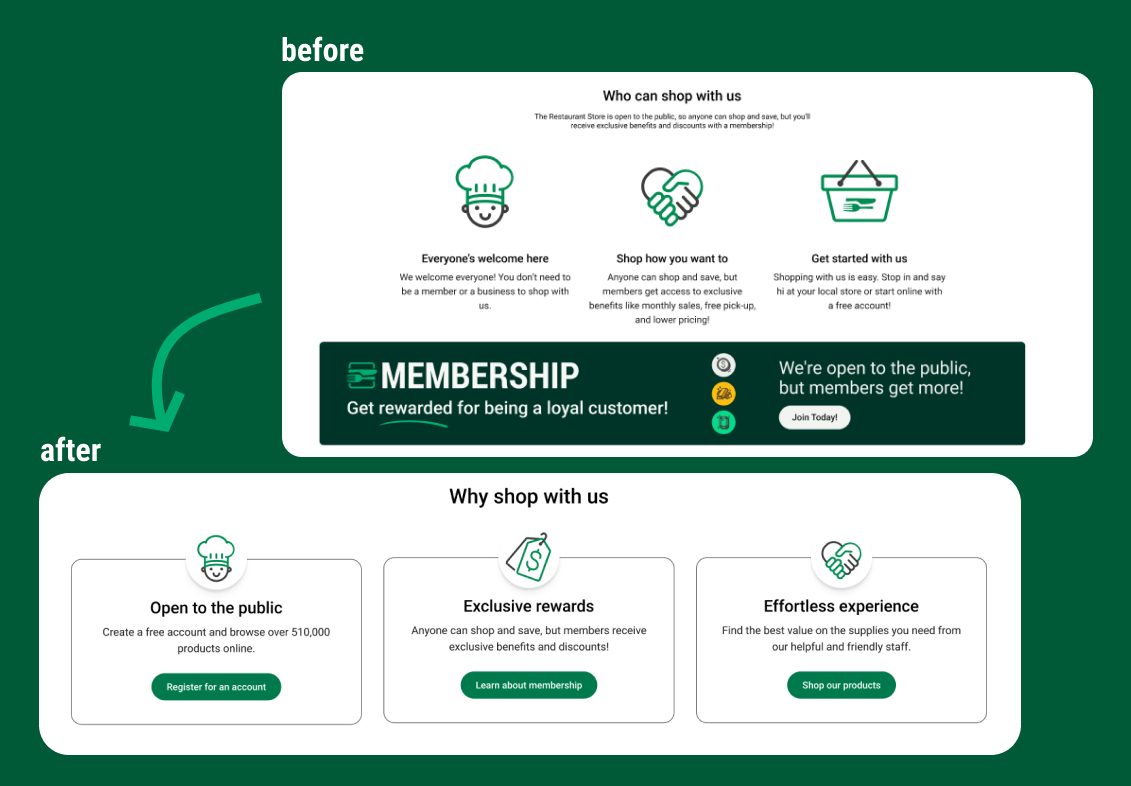 before
Who can shop with us
The Restaurant Store is open to the public, so anyone can shop and save, but you'll
receive exclusive benefits and discounts with a membership!
Everyone's welcome here
We welcome everyone! You don't need to
be a member or a business to shop with
us.
Shop how you want to
Anyone can shop and save, but
members get access to exclusive
benefits like monthly sales, free pick-up,
and lower pricing!
Get started with us
Shopping with us is easy. Stop in and say
hi at your local store or start online with
a free account!
MEMBERSHIP
Get rewarded for being a loyal customer!
We're open to the public,
but members get more!
Join Today!
after
Why shop with us
Open to the public
Create a free account and browse over 510,000
products online.
Register for an account
$
Exclusive rewards
Anyone can shop and save, but members receive
exclusive benefits and discounts!
Learn about membership
Effortless experience
Find the best value on the supplies you need from
our helpful and friendly staff.
Shop our products